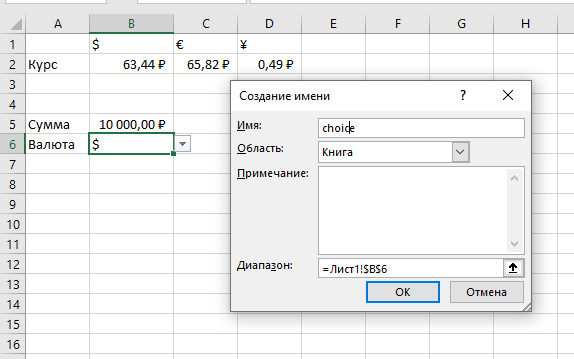 A B C D E F G H
1 $ € ¥
2 Курс 63,44 ₽ 65,82 ₽ 0,49 ₽
3
4
5 Сумма 10 000,00 ₽
6 Валюта $
7
8
9
10
11
12
13
14
15
16
Создание имени ? ×
Имя: choice
Область: Книга
Примечание:
Диапазон: =Лист1!$B$6
ОК Отмена